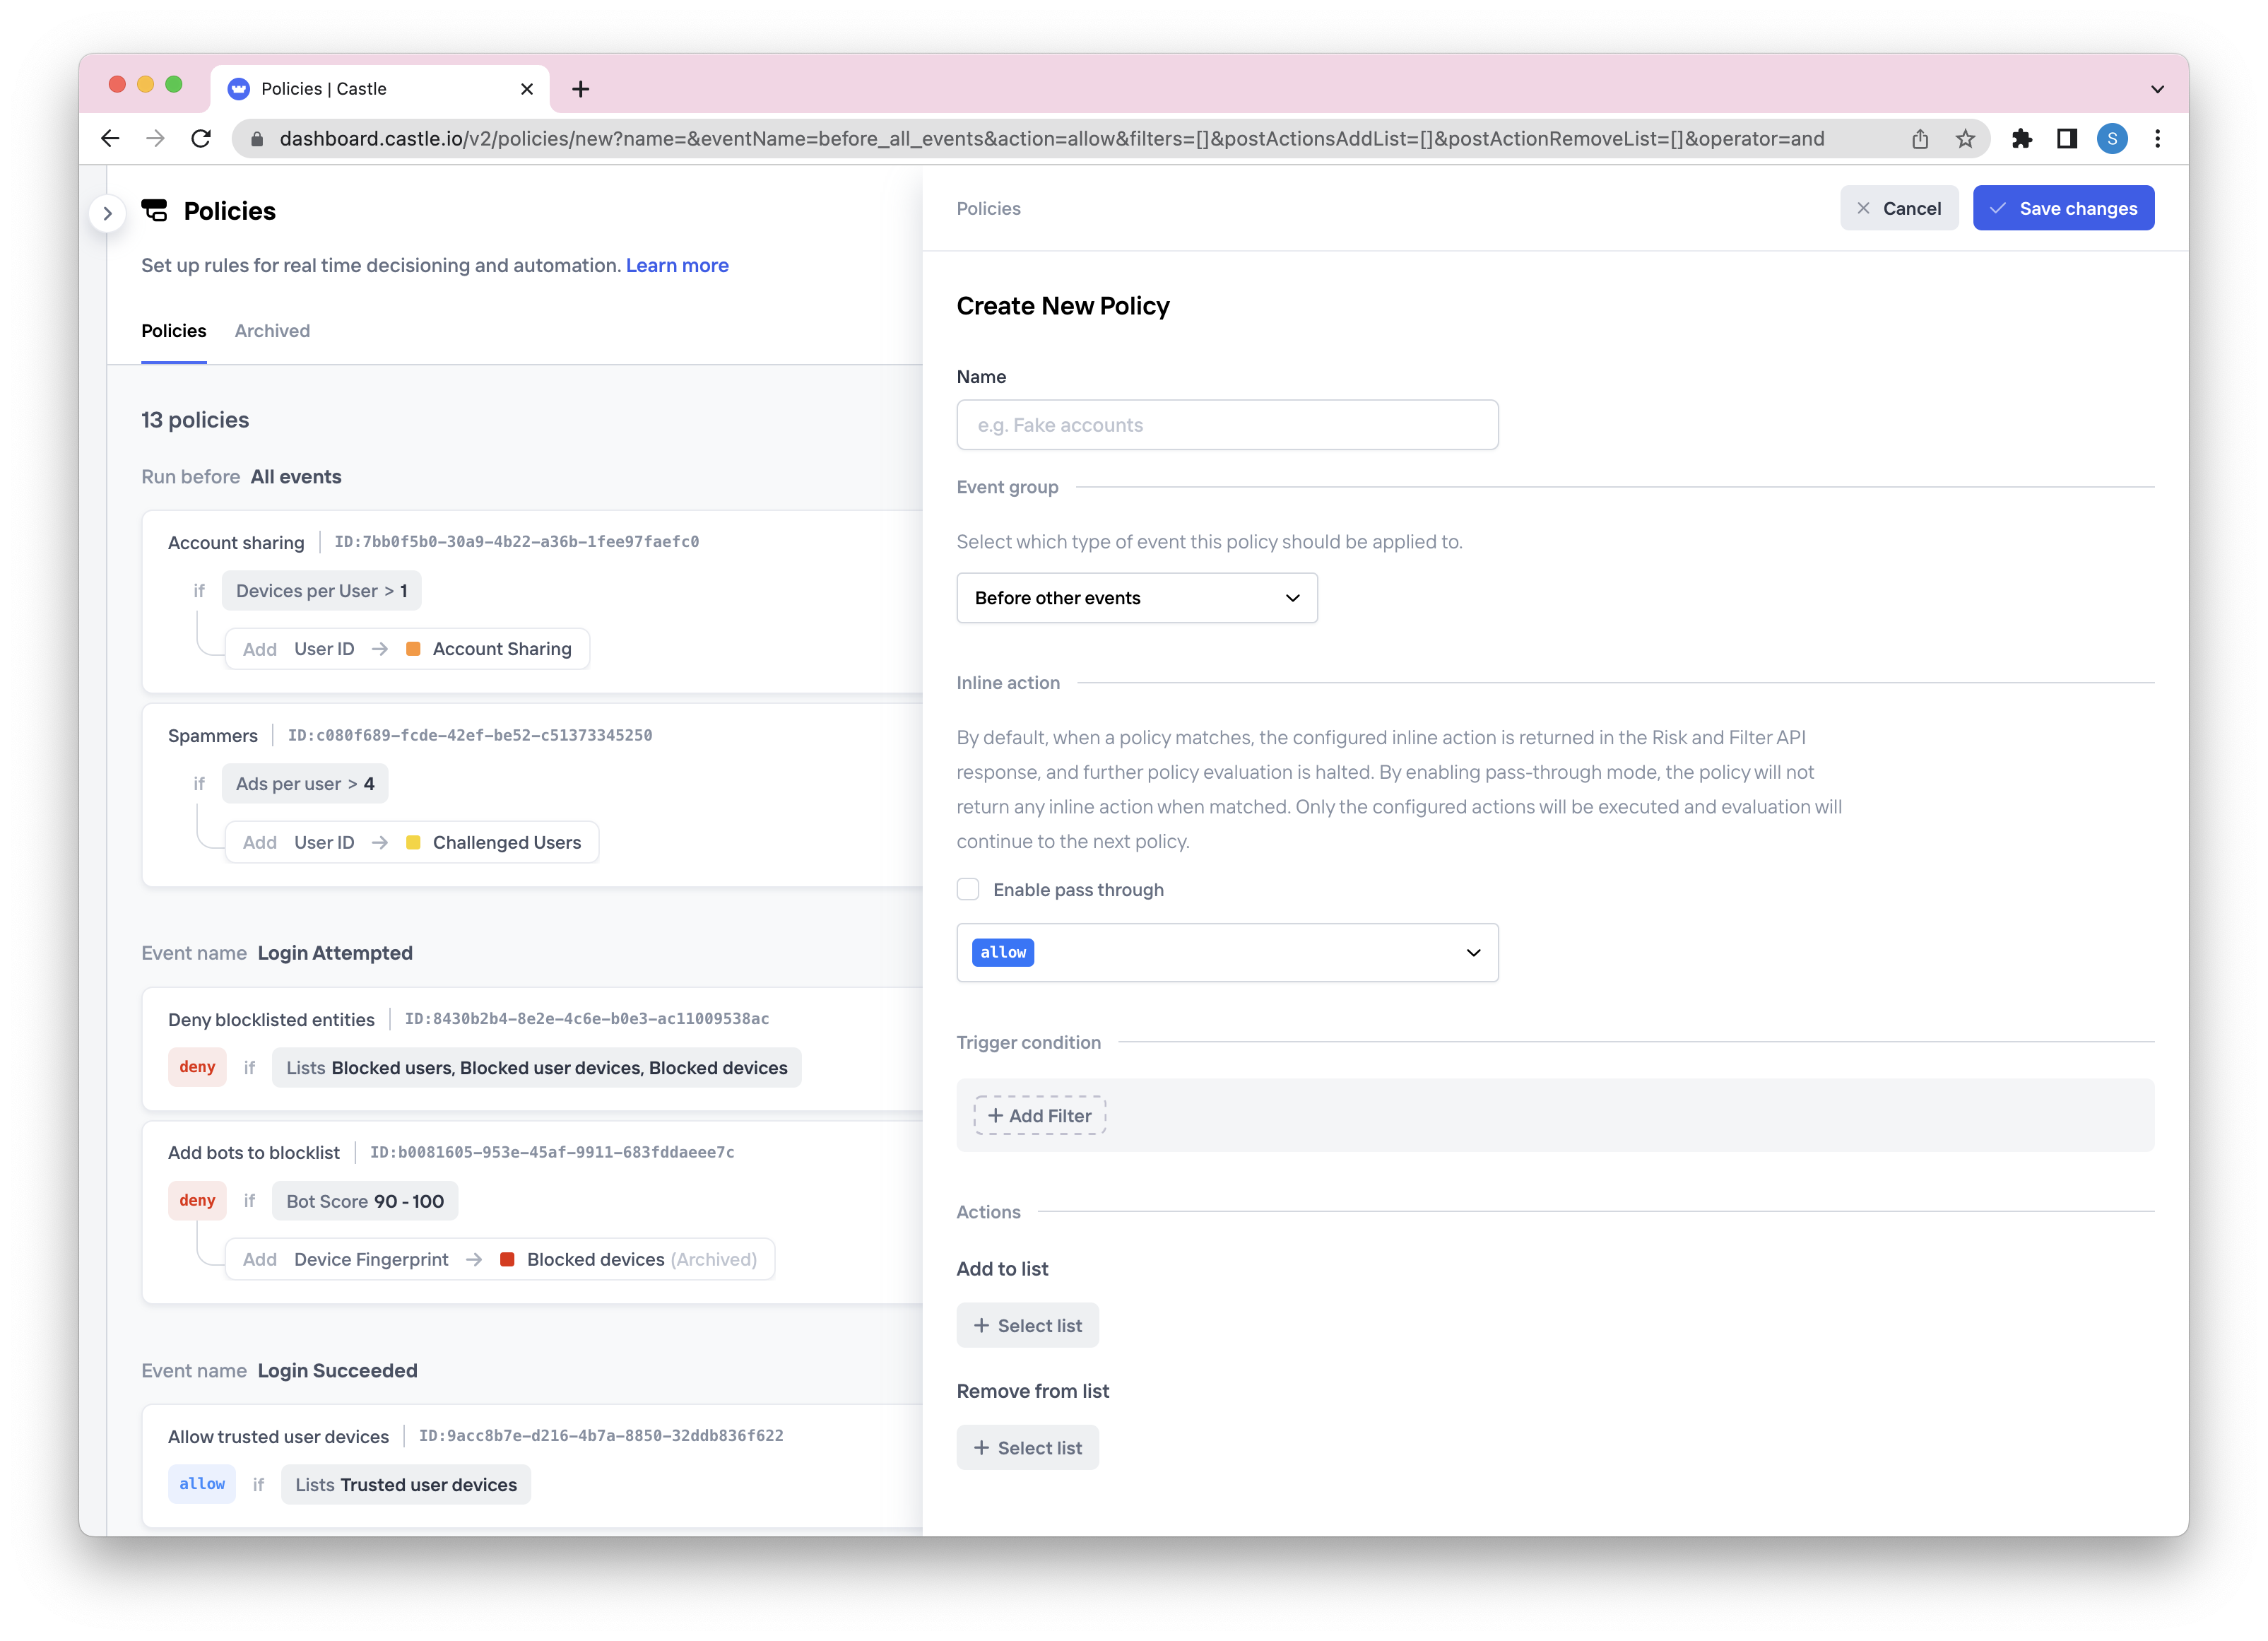 Policies | Castle
dashboard.castle.io/v2/policies/new?name=&eventName=before_all_events&action=allow&filters=[]&postActionsAddList=[]&postActionRemoveList=[]&operator=and
S
Policies
Set up rules for real time decisioning and automation. Learn more
Policies Archived
13 policies
Run before All events
Account sharing ID:7bb0f5b0-30a9-4b22-a36b-1fee97faefc0
if Devices per User > 1
Add User ID → Account Sharing
Spammers ID:c080f689-fcde-42ef-be52-c51373345250
if Ads per user > 4
Add User ID → Challenged Users
Event name Login Attempted
Deny blocklisted entities ID:8430b2b4-8e2e-4c6e-b0e3-ac11009538ac
deny if Lists Blocked users, Blocked user devices, Blocked devices
Add bots to blocklist ID:b0081605-953e-45af-9911-683fddaeee7c
deny if Bot Score 90 - 100
Add Device Fingerprint → Blocked devices (Archived)
Event name Login Succeeded
Allow trusted user devices ID:9acc8b7e-d216-4b7a-8850-32ddb836f622
allow if Lists Trusted user devices
Policies
Cancel
Save changes
Create New Policy
Name
e.g. Fake accounts
Event group
Select which type of event this policy should be applied to.
Before other events
Inline action
By default, when a policy matches, the configured inline action is returned in the Risk and Filter API
response, and further policy evaluation is halted. By enabling pass-through mode, the policy will not
return any inline action when matched. Only the configured actions will be executed and evaluation will
continue to the next policy.
Enable pass through
allow
Trigger condition
+ Add Filter
Actions
Add to list
+ Select list
Remove from list
+ Select list